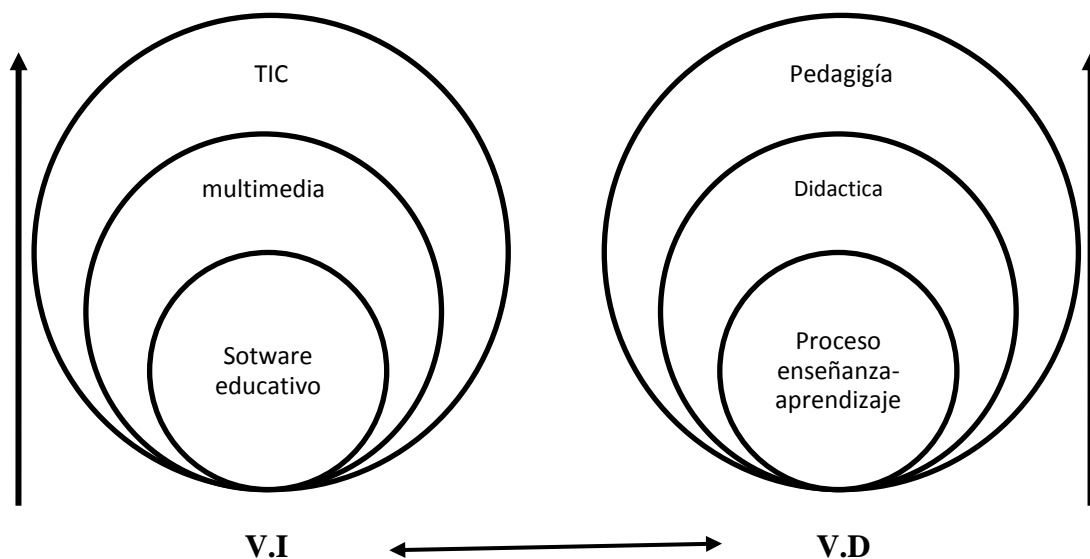 TIC
multimedia
Sotware
educativo
Pedagigía
Didactica
Proceso
enseñanza-
aprendizaje
V.I
V.D